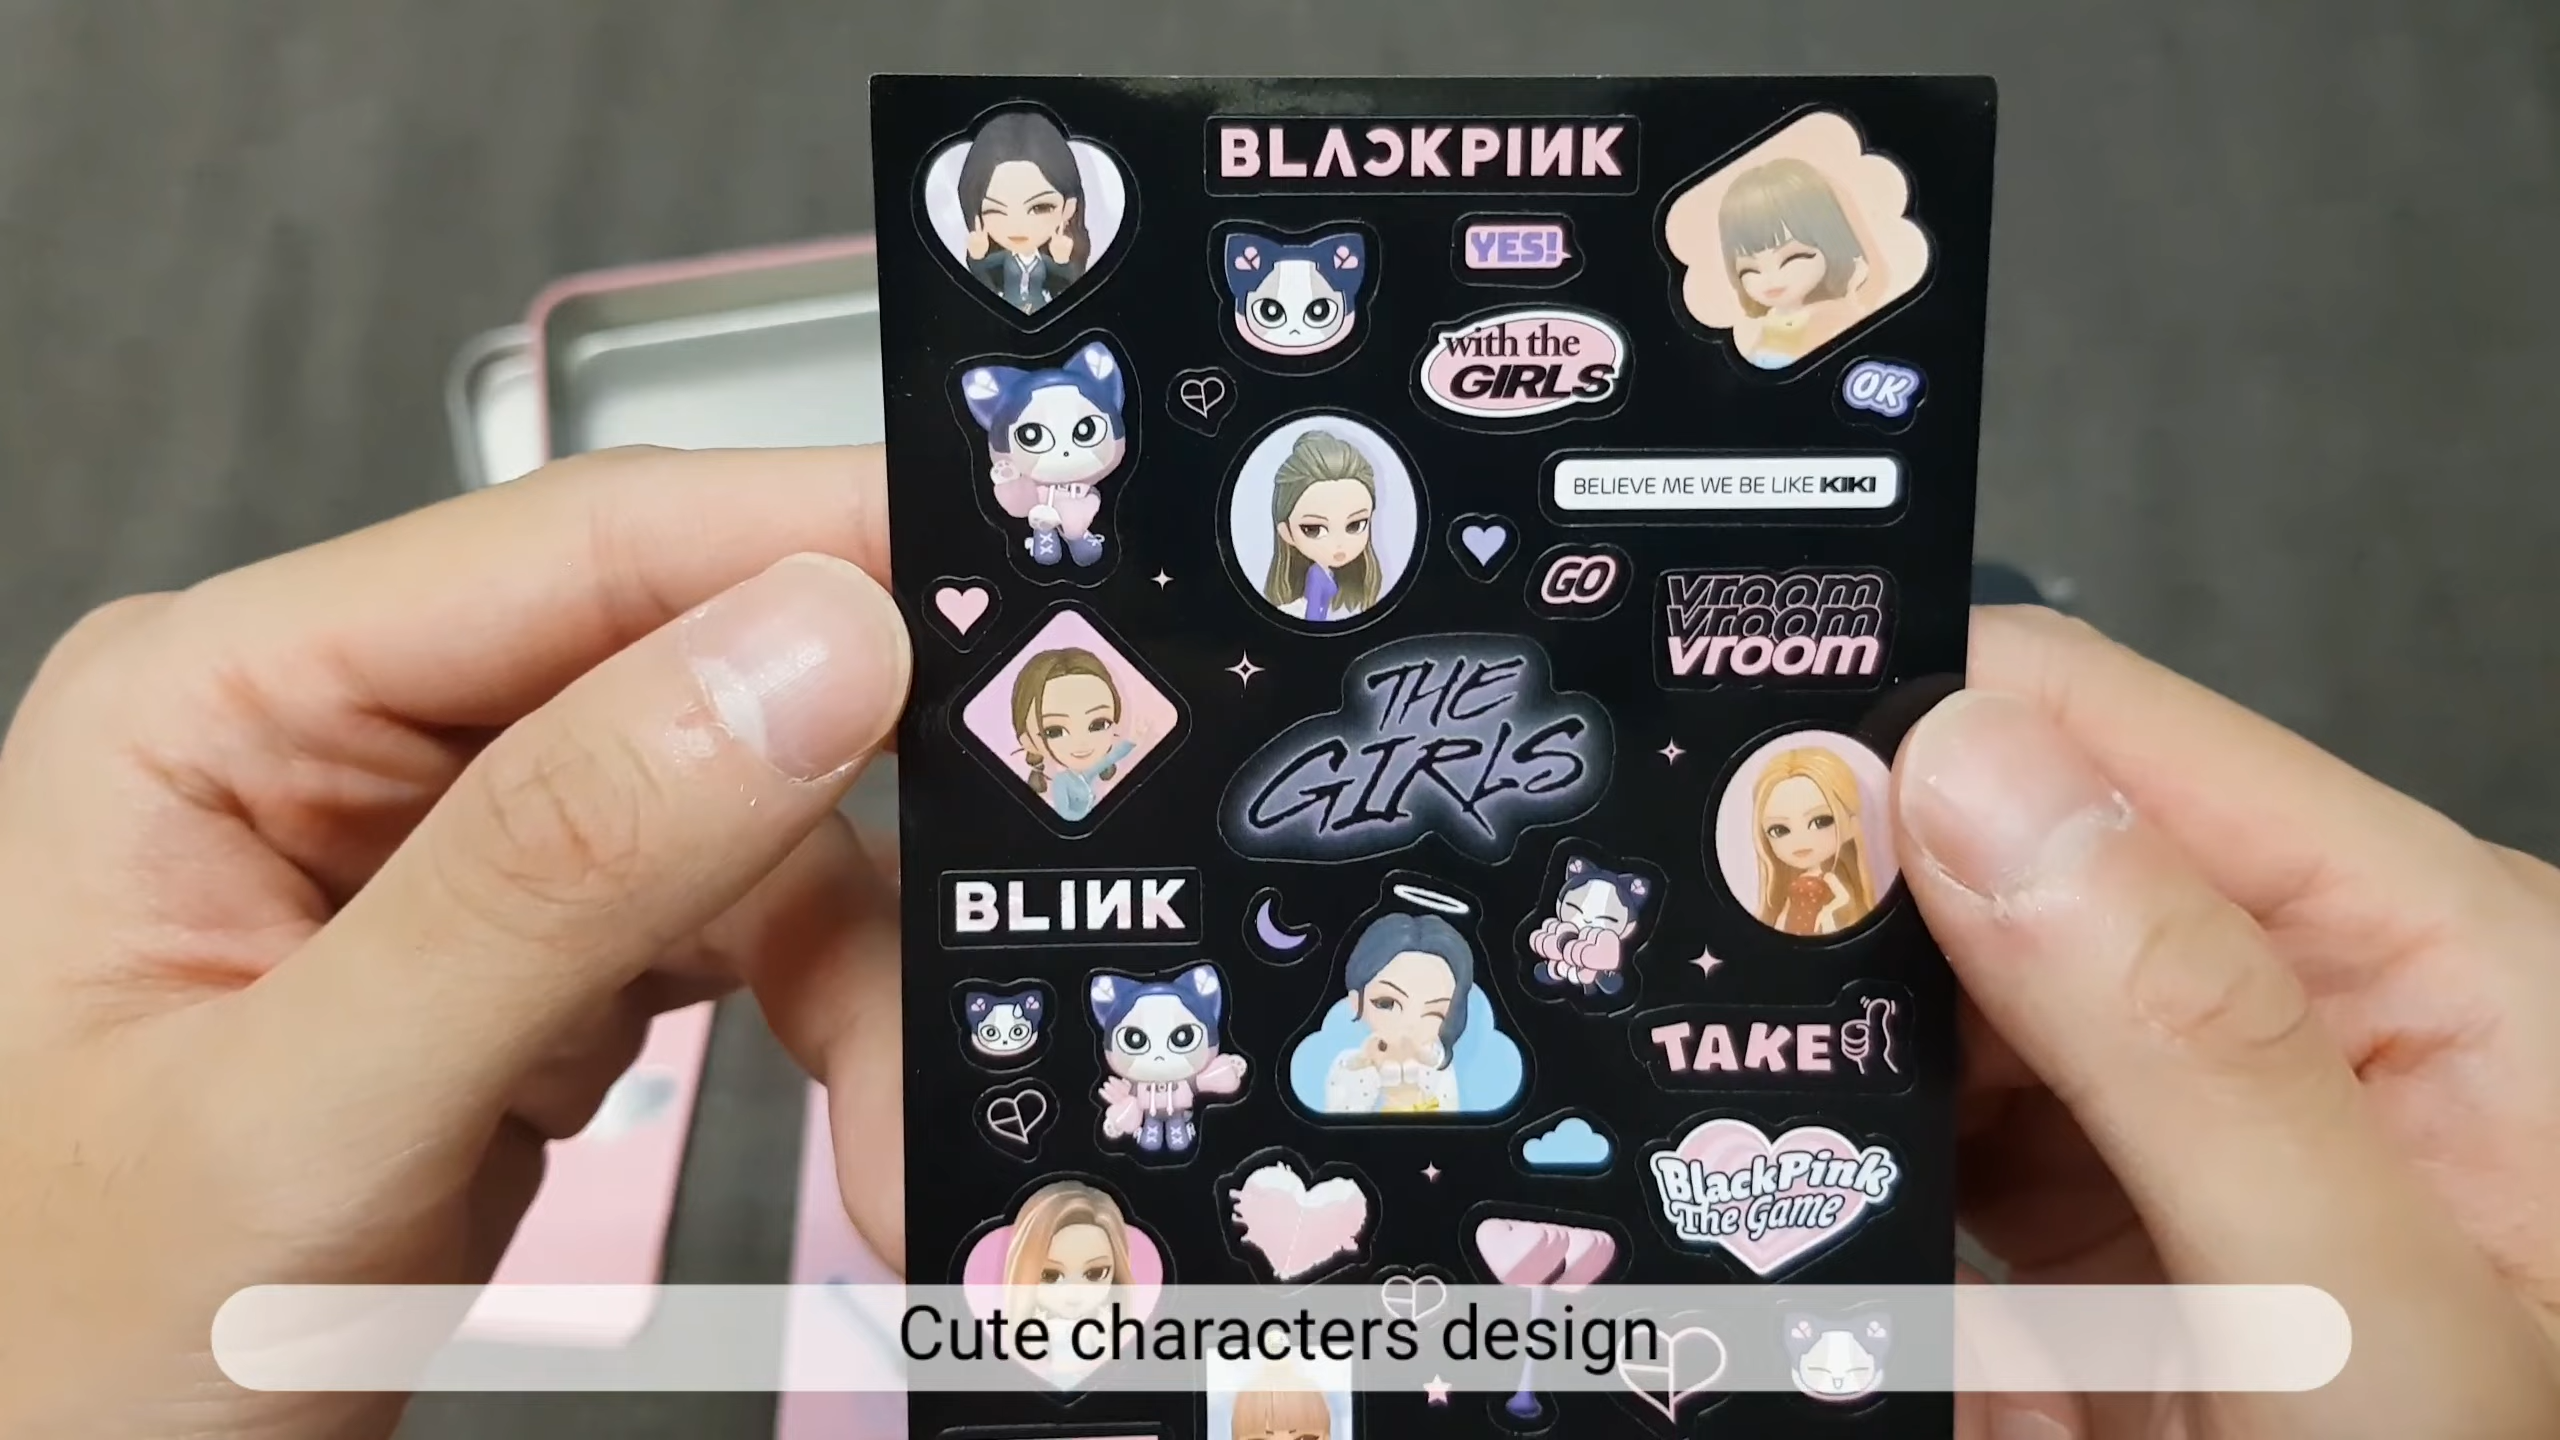 BLACKPINK
YES!
with the
GIRLS
OK
BELIEVE ME WE BE LIKE KIKI
GO
vroom
vroom
vroom
THE
GIRLS
BLINK
TAKE
BlackPink
The Game
Cute characters design